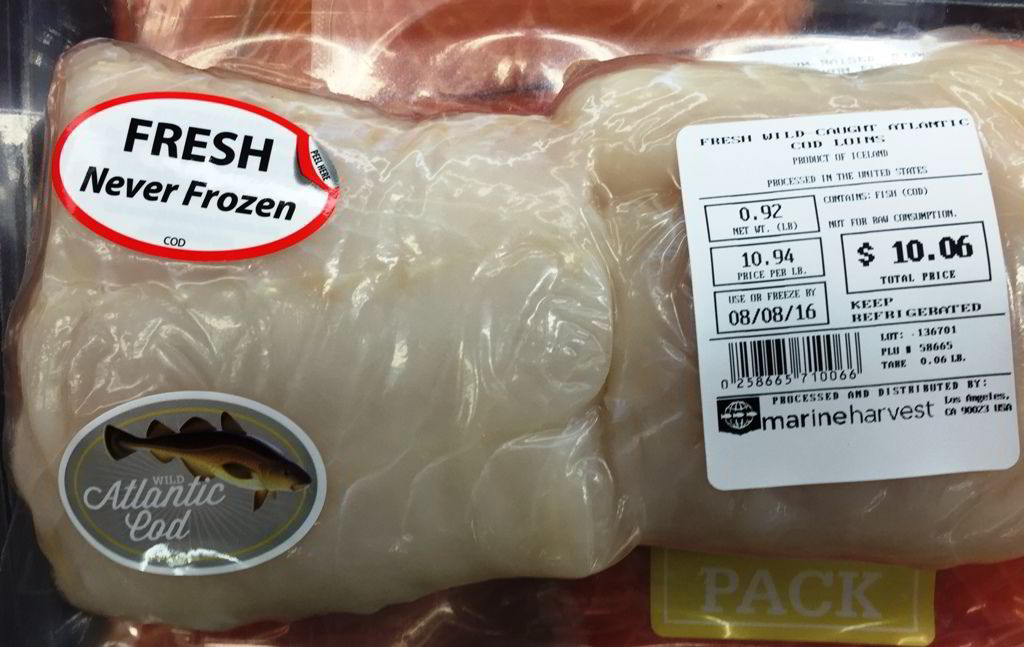 FRESH
Never Frozen
COD
PEEL HERE
WILD
Atlantic
Cod
FRESH WILD CAUGHT ATLANTIC
COD LOINS
PRODUCT OF ICELAND
PROCESSED IN THE UNITED STATES
CONTAINS: FISH (COD)
NOT FOR RAW CONSUMPTION.
0.92
NET WT. (LB)
10.94
PRICE PER LB.
$ 10.06
TOTAL PRICE
USE OR FREEZE BY
08/08/16
KEEP
REFRIGERATED
LOT: 136701
PLU # 58665
TARE 0.06 LB.
0 258665 710066
PROCESSED AND DISTRIBUTED BY:
marineharvest
Los Angeles,
CA 90023 USA
PACK